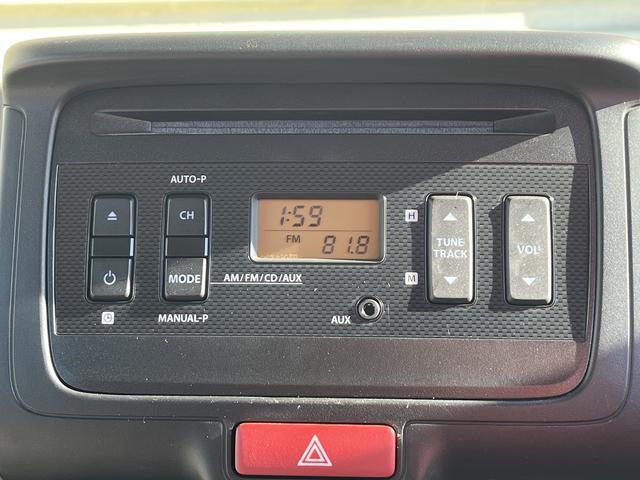 AUTO-P
CH
MODE
AM/FM/CD/AUX
MANUAL-P
1:59
FM 81.8
AUX
H
M
TUNE
TRACK
VOL